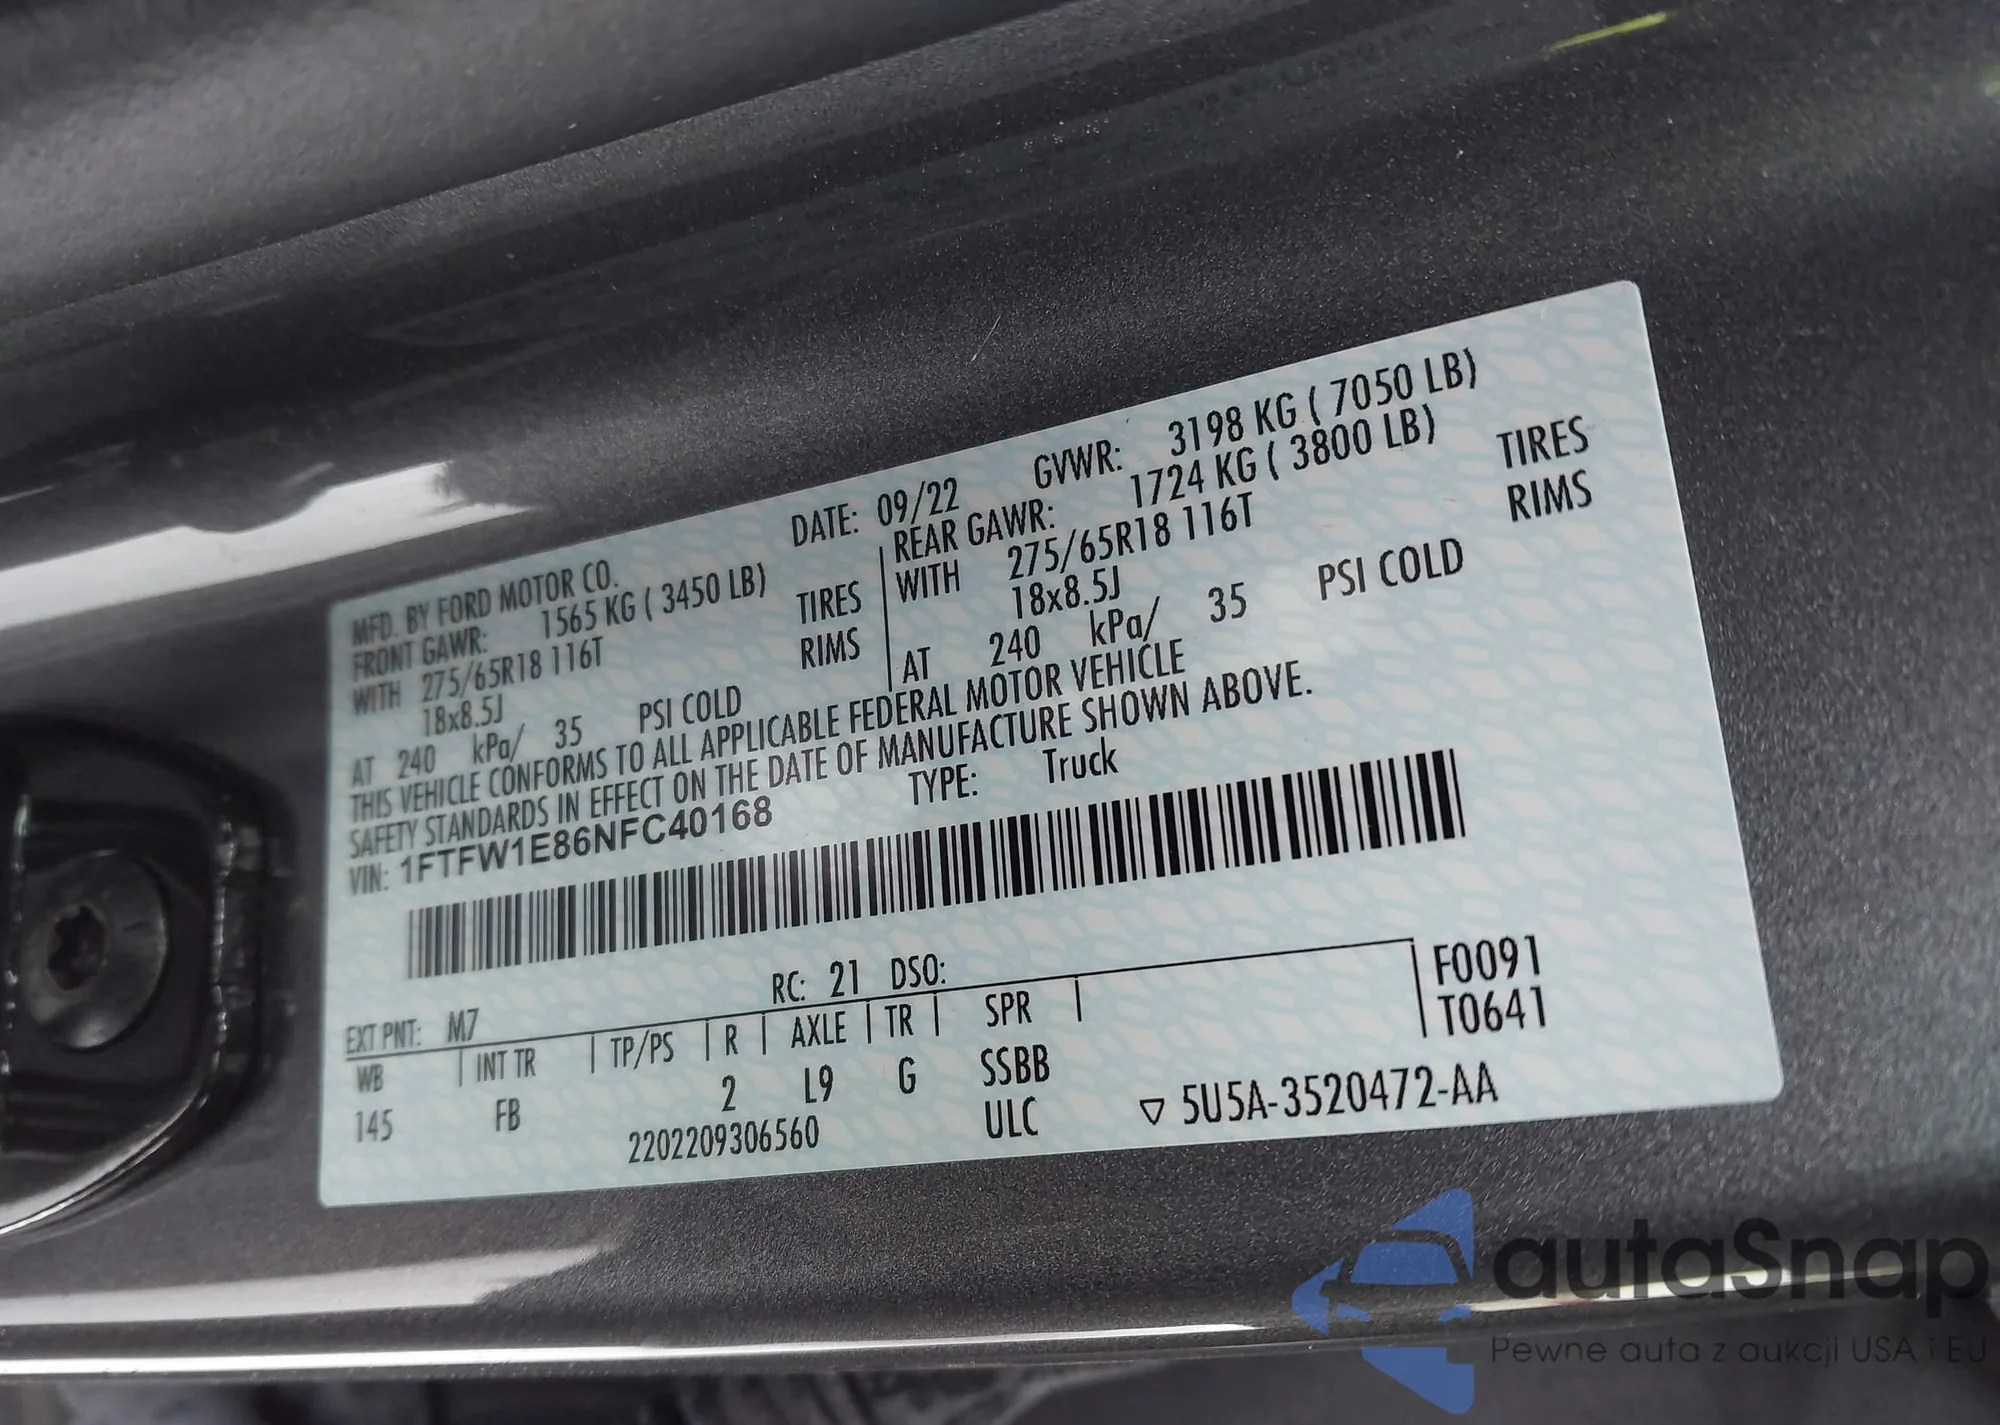 MFD. BY FORD MOTOR CO.
DATE: 09/22 GVWR: 3198 KG ( 7050 LB)
FRONT GAWR: 1565 KG ( 3450 LB)
WITH 275/65R18 116T TIRES
18x8.5J RIMS
AT 240 kPa/ 35 PSI COLD
REAR GAWR: 1724 KG ( 3800 LB)
WITH 275/65R18 116T TIRES
18x8.5J RIMS
AT 240 kPa/ 35 PSI COLD
THIS VEHICLE CONFORMS TO ALL APPLICABLE FEDERAL MOTOR VEHICLE
SAFETY STANDARDS IN EFFECT ON THE DATE OF MANUFACTURE SHOWN ABOVE.
VIN: 1FTFW1E86NFC40168 TYPE: Truck
EXT PNT: M7 RC: 21 DSO:
WB INT TR TP/PS R AXLE TR SPR
F0091
T0641
145 FB 2 L9 G SSBB
2202209306560 ULC ▽ 5U5A-3520472-AA
autaSnap
Pewne auta z aukcji USA i EU